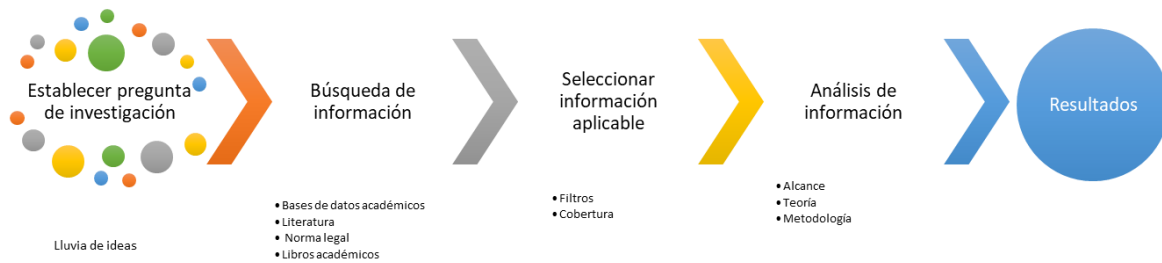 Establecer pregunta
de investigación
Lluvia de ideas
Búsqueda de
información
• Bases de datos académicos
• Literatura
• Norma legal
• Libros académicos
Seleccionar
información
aplicable
• Filtros
• Cobertura
Análisis de
información
• Alcance
• Teoría
• Metodología
Resultados